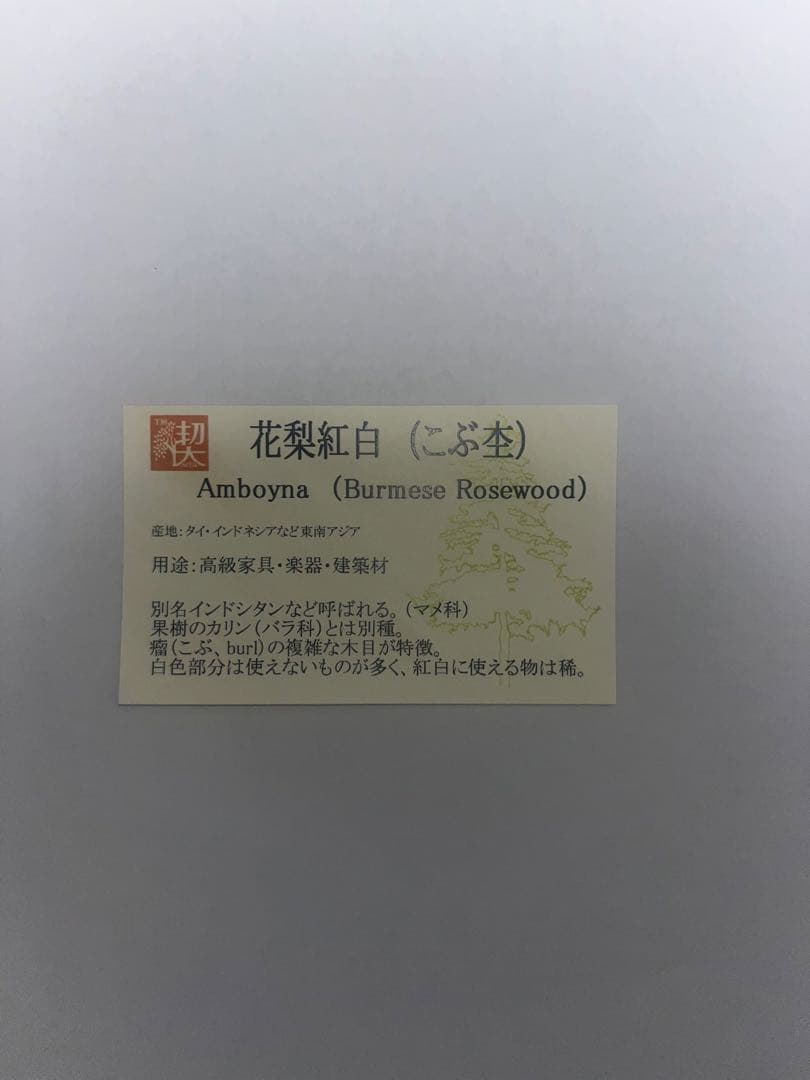 花梨紅白 (こぶ杢)
Amboyna (Burmese Rosewood)
産地：タイ・インドネシアなど東南アジア
用途：高級家具・楽器・建築材
別名インドシタンなど呼ばれる。（マメ科）
果樹のカリン（バラ科）とは別種。
瘤（こぶ、burl）の複雑な木目が特徴。
白色部分は使えないものが多く、紅白に使える物は稀。